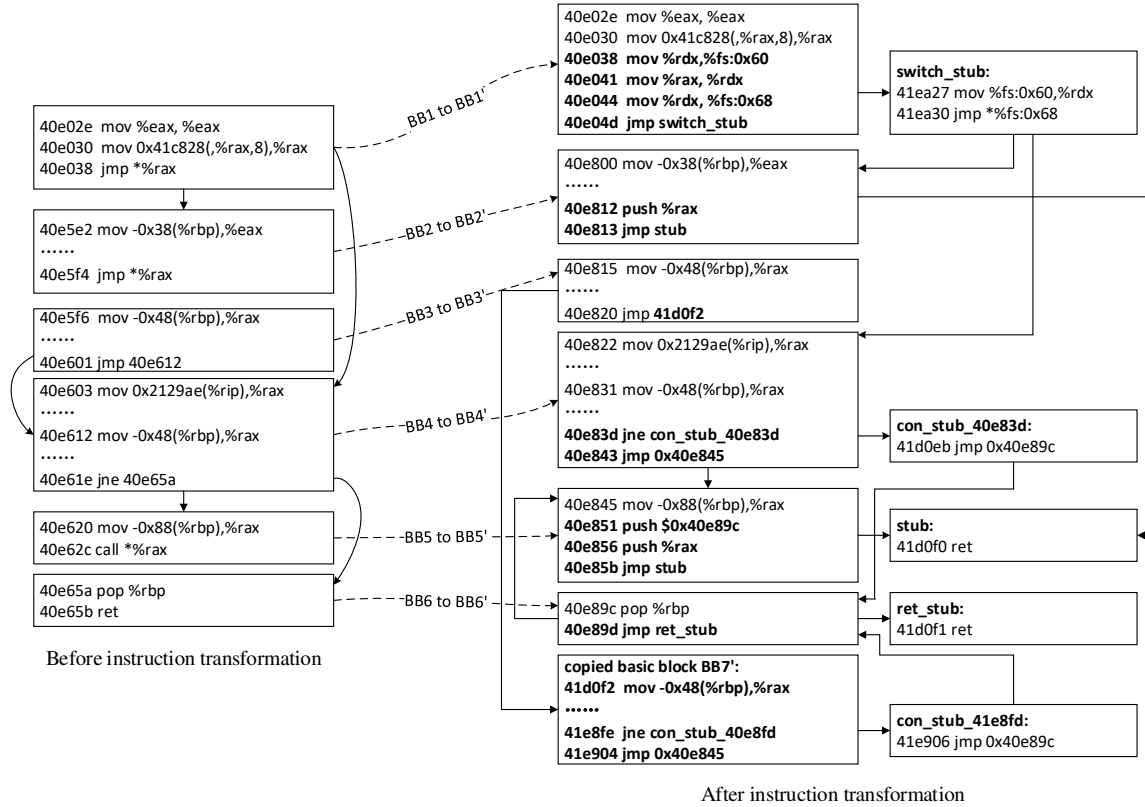 40e02e mov %eax, %eax
40e030 mov 0x41c828(,%rax,8),%rax
40e038 jmp *%rax
40e5e2 mov -0x38(%rbp),%eax
......
40e5f4 jmp *%rax
40e5f6 mov -0x48(%rbp),%rax
......
40e601 jmp 40e612
40e603 mov 0x2129ae(%rip),%rax
......
40e612 mov -0x48(%rbp),%rax
......
40e61e jne 40e65a
40e620 mov -0x88(%rbp),%rax
40e62c call *%rax
40e65a pop %rbp
40e65b ret
Before instruction transformation
BB1 to BB1'
BB2 to BB2'
BB3 to BB3'
BB4 to BB4'
BB5 to BB5'
BB6 to BB6'
40e02e mov %eax, %eax
40e030 mov 0x41c828(,%rax,8),%rax
40e038 mov %rdx,%fs:0x60
40e041 mov %rax, %rdx
40e044 mov %rdx, %fs:0x68
40e04d jmp switch_stub
40e800 mov -0x38(%rbp),%eax
......
40e812 push %rax
40e813 jmp stub
40e815 mov -0x48(%rbp),%rax
......
40e820 jmp 41d0f2
40e822 mov 0x2129ae(%rip),%rax
......
40e831 mov -0x48(%rbp),%rax
......
40e83d jne con_stub_40e83d
40e843 jmp 0x40e845
40e845 mov -0x88(%rbp),%rax
40e851 push $0x40e89c
40e856 push %rax
40e85b jmp stub
40e89c pop %rbp
40e89d jmp ret_stub
copied basic block BB7':
41d0f2 mov -0x48(%rbp),%rax
......
41e8fe jne con_stub_40e8fd
41e904 jmp 0x40e845
switch_stub:
41ea27 mov %fs:0x60,%rdx
41ea30 jmp *%fs:0x68
con_stub_40e83d:
41d0eb jmp 0x40e89c
stub:
41d0f0 ret
ret_stub:
41d0f1 ret
con_stub_41e8fd:
41e906 jmp 0x40e89c
After instruction transformation